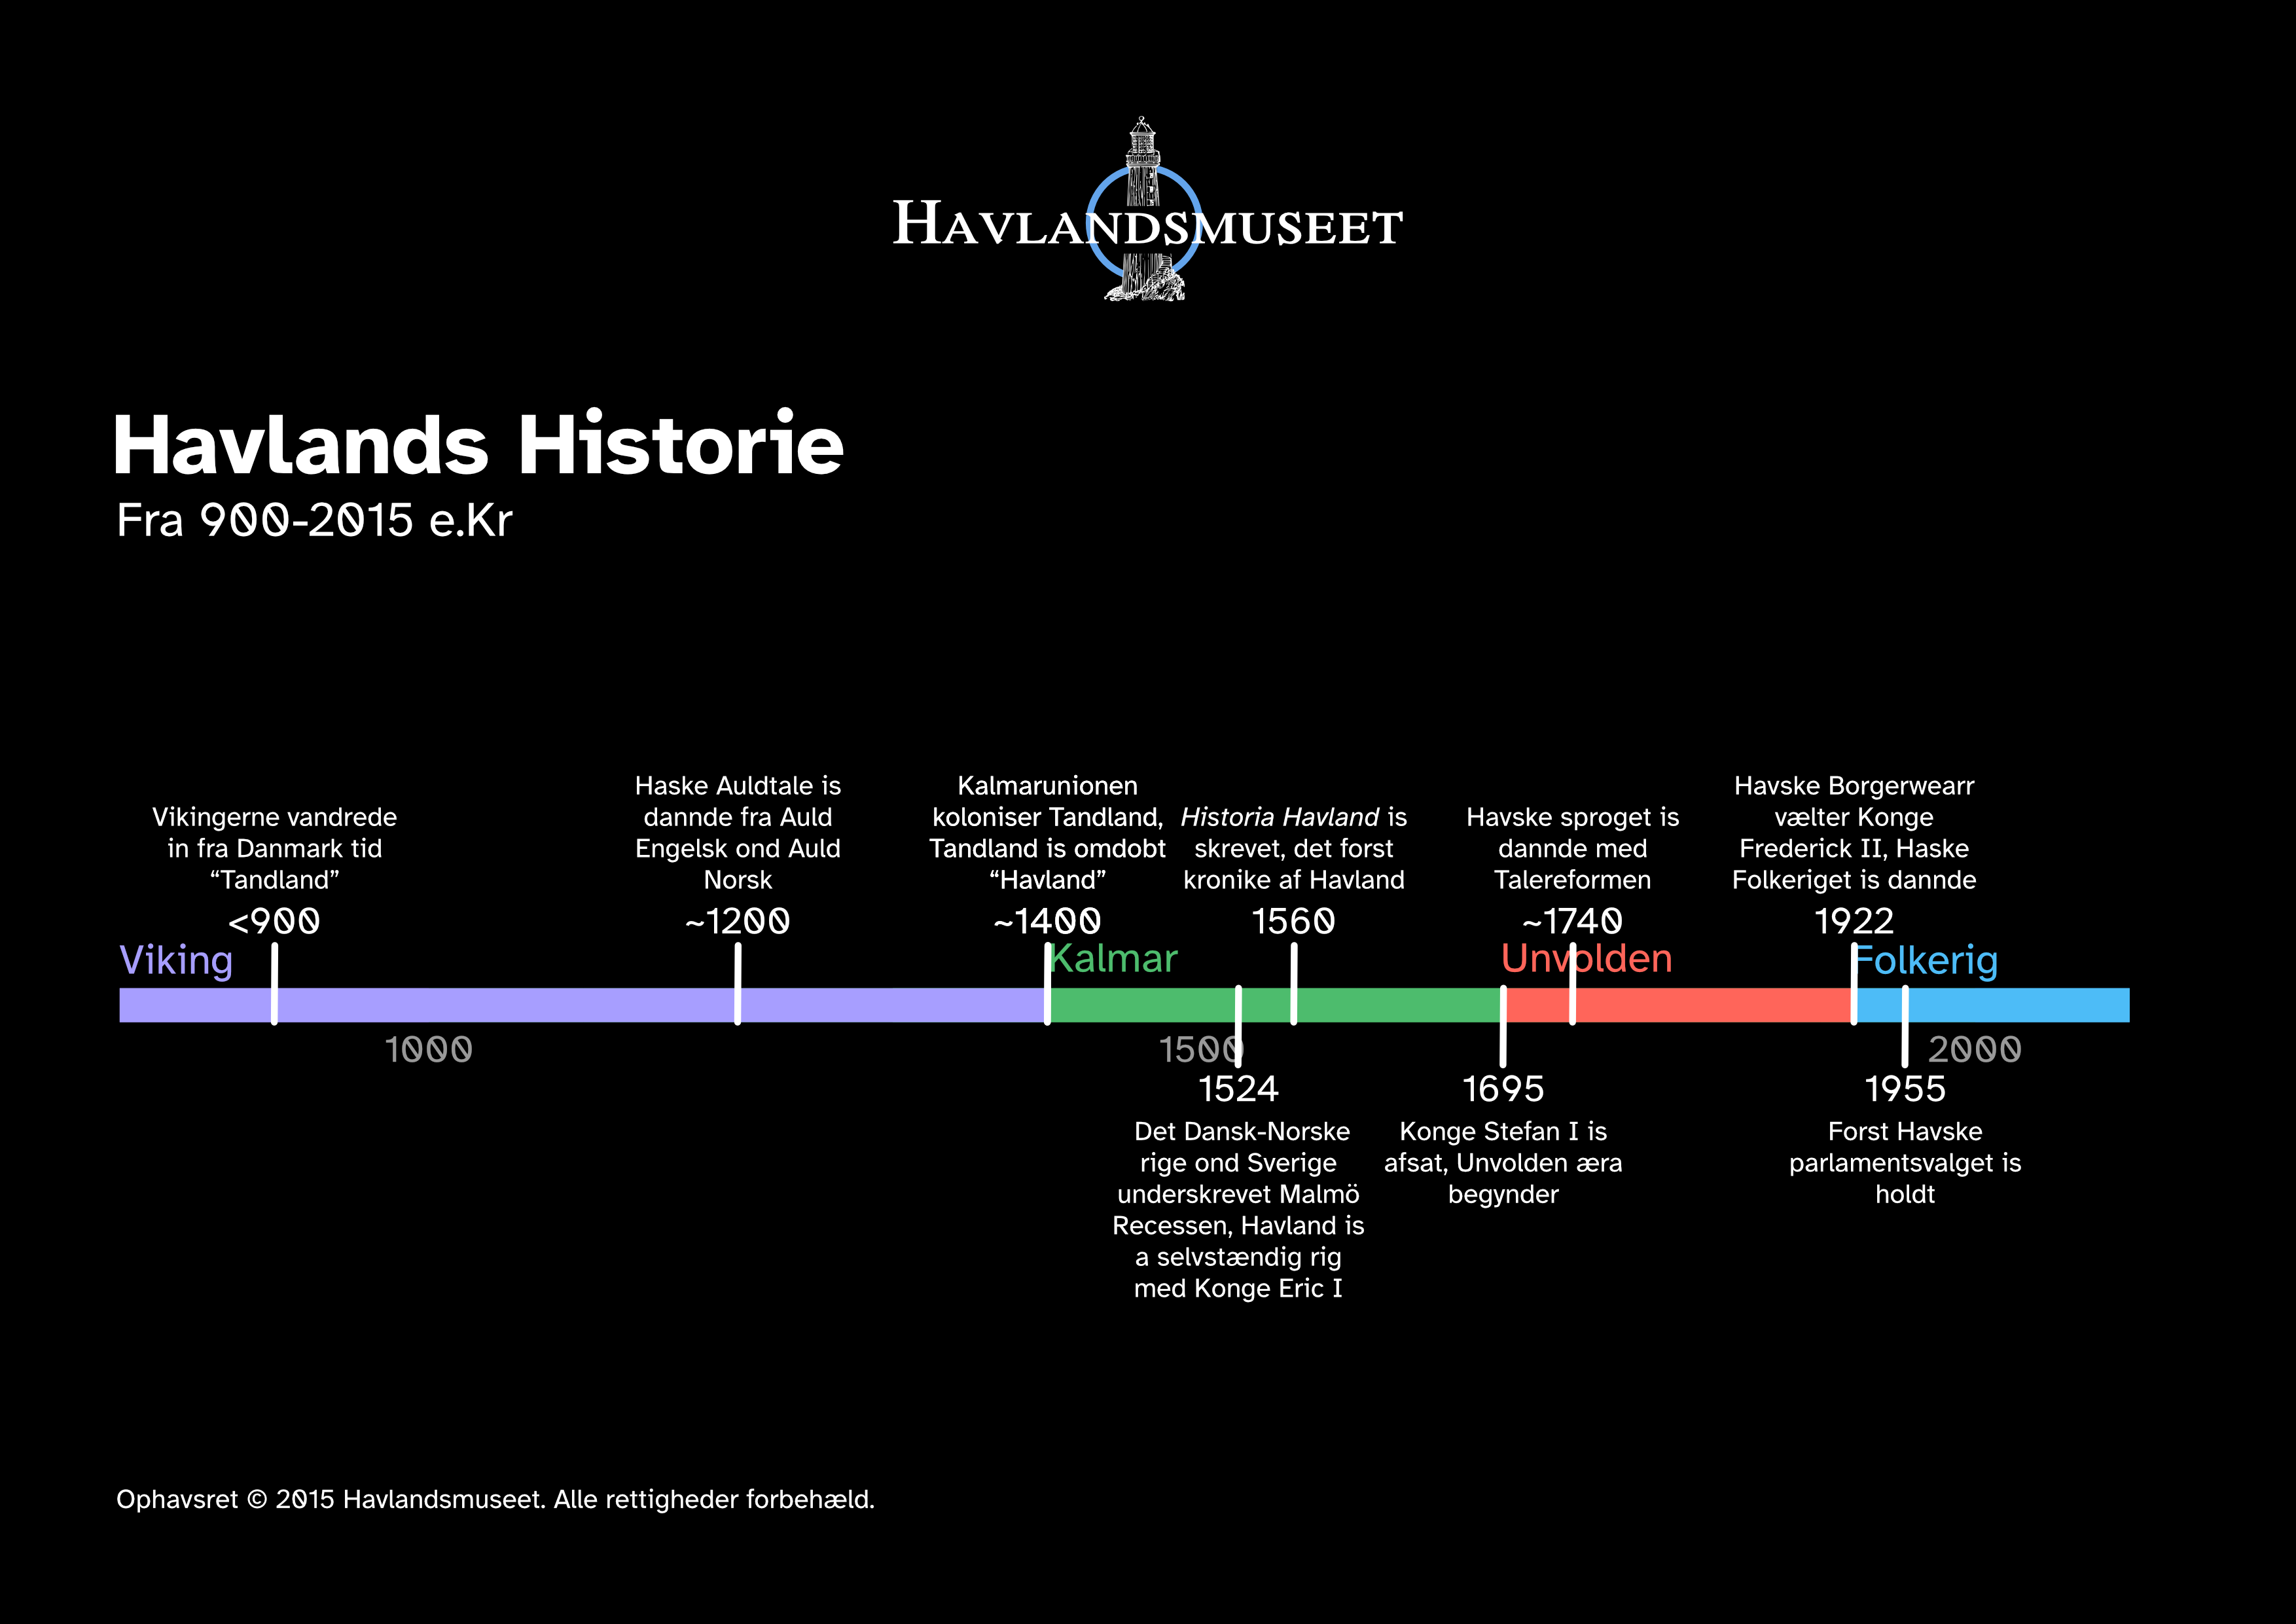 HAVLANDSMUSEET
Havlands Historie
Fra 900-2015 e.Kr
Vikingerne vandrede
in fra Danmark tid
“Tandland”
<900
Haske Auldtale is
dannde fra Auld
Engelsk ond Auld
Norsk
~1200
Kalmarunionen
koloniser Tandland,
Tandland is omdobt
“Havland”
~1400
Historia Havland is
skrevet, det forst
kronike af Havland
1560
Havske sproget is
dannde med
Talereformen
~1740
Havske Borgerwearr
vælter Konge
Frederick II, Haske
Folkeriget is dannde
1922
Viking
Kalmar
Unvolden
Folkerig
1000
1500
2000
1524
Det Dansk-Norske
rige ond Sverige
underskrevet Malmö
Recessen, Havland is
a selvstændig rig
med Konge Eric I
1695
Konge Stefan I is
afsat, Unvolden æra
begynder
1955
Forst Havske
parlamentsvalget is
holdt
Ophavsret © 2015 Havlandsmuseet. Alle rettigheder forbehæld.